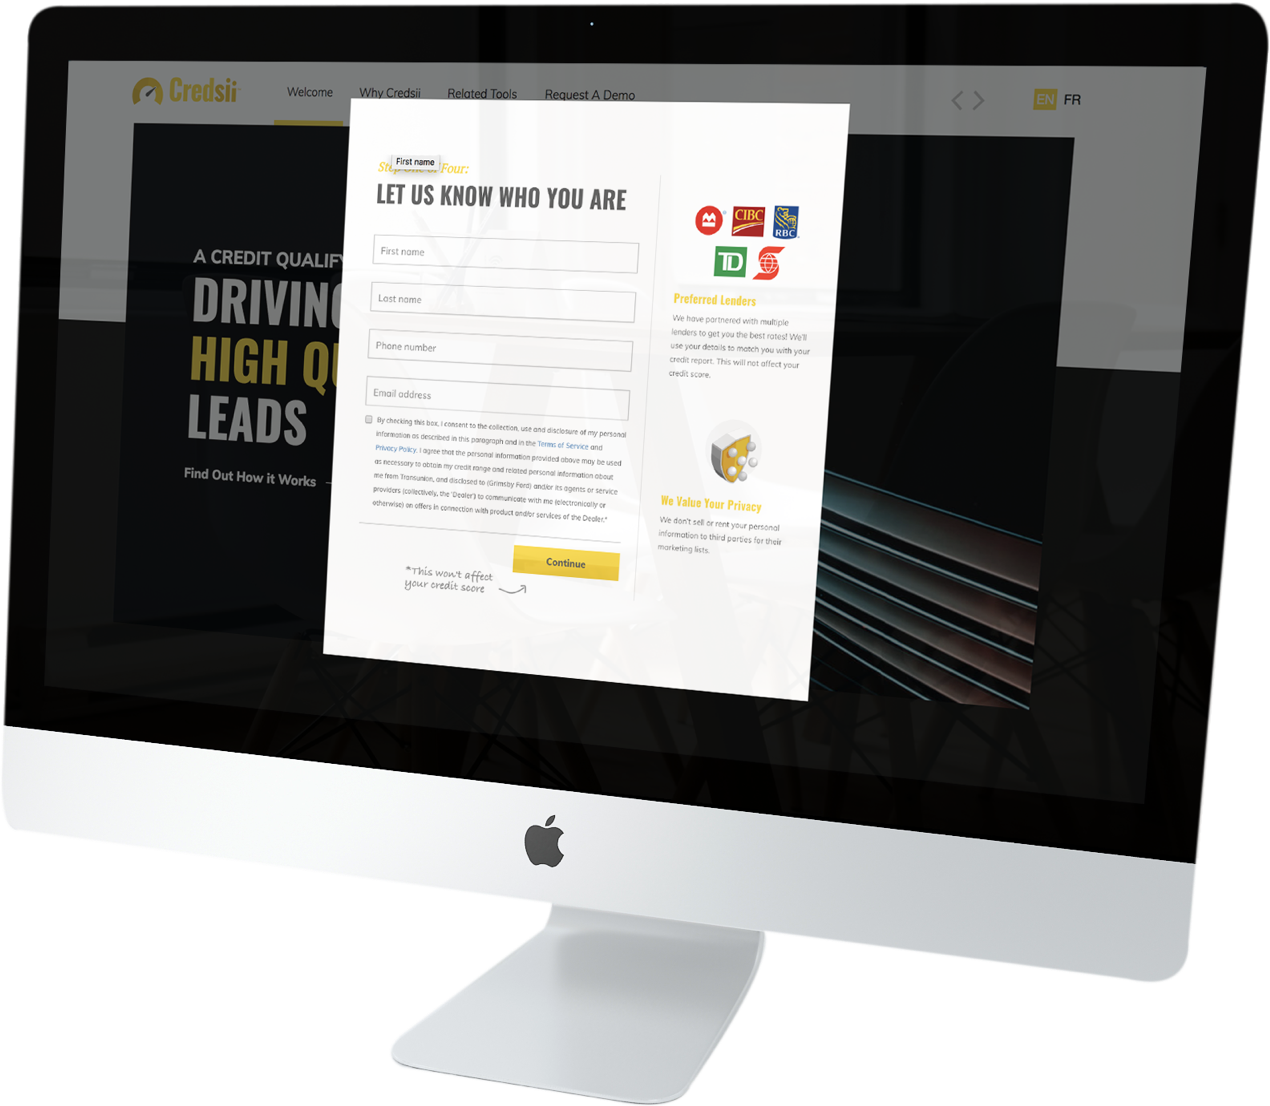 Credsii
Welcome
Why Credsii
Related Tools
Request A Demo
EN FR
A CREDIT QUALIFY
DRIVING
HIGH QU
LEADS
Find Out How it Works
First name
Step One of Four:
LET US KNOW WHO YOU ARE
First name
Last name
Phone number
Email address
By checking this box, I consent to the collection, use and disclosure of my personal
information as described in this paragraph and in the Terms of Service and
Privacy Policy. I agree that the personal information provided above may be used
as necessary to obtain my credit range and related personal information about
me from Transunion, and disclosed to (Grimsby Ford) and/or its agents or service
providers (collectively, the 'Dealer') to communicate with me (electronically or
otherwise) on offers in connection with product and/or services of the Dealer,"
Continue
*This won't affect
your credit score
CIBC
RBC
TD
Preferred Lenders
We have partnered with multiple
lenders to get you the best rates! We'll
use your details to match you with your
credit report. This will not affect your
credit score.
We Value Your Privacy
We don't sell or rent your personal
information to third parties for their
marketing lists.